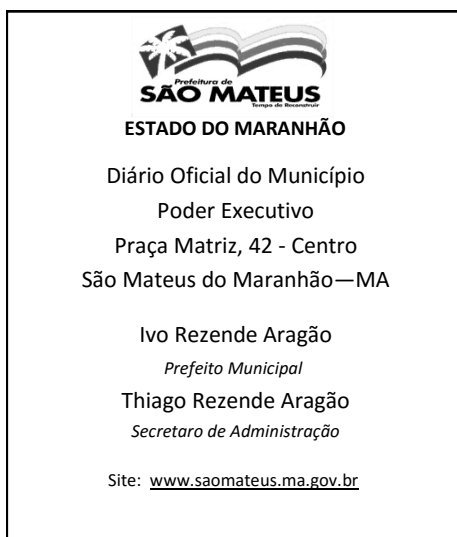 Prefeitura de
SÃO MATEUS
Tempo de Reconstruir
ESTADO DO MARANHÃO
Diário Oficial do Município
Poder Executivo
Praça Matriz, 42 - Centro
São Mateus do Maranhão—MA
Ivo Rezende Aragão
Prefeito Municipal
Thiago Rezende Aragão
Secretaro de Administração
Site: www.saomateus.ma.gov.br